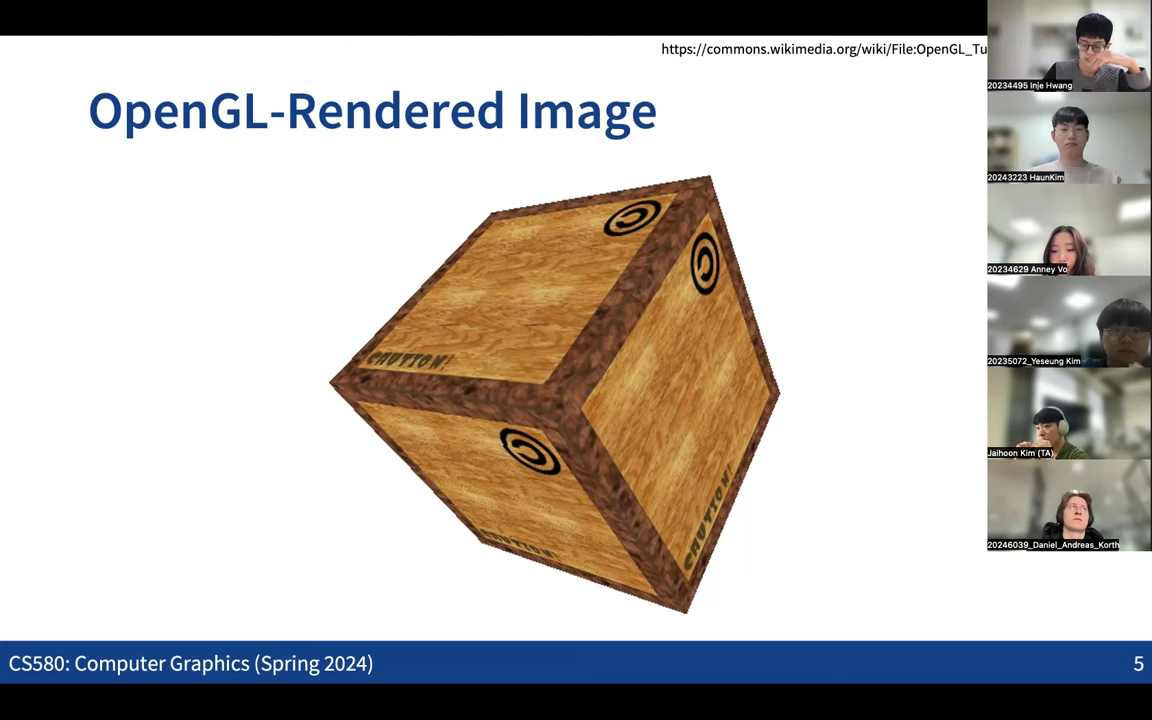 https://commons.wikimedia.org/wiki/File:OpenGL_Tu
OpenGL-Rendered Image
CAUTION!
CAUTION!
CAUTION!
CS580: Computer Graphics (Spring 2024)
5
20234495 Inje Hwang
20243223 HaunKim
20234629 Anney Vo
20235072_Yeseung Kim
Jaihoon Kim (TA)
20246039_Daniel_Andreas_Korth